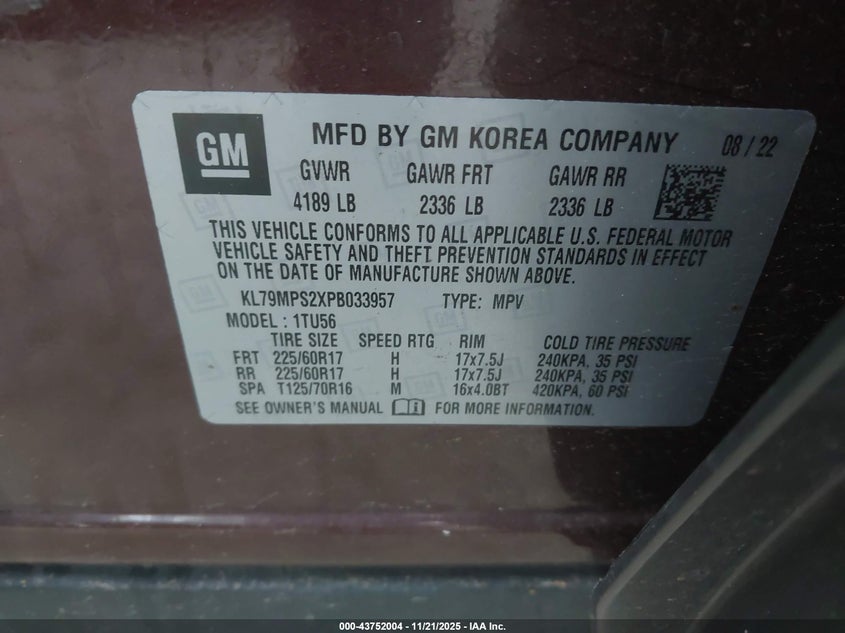 GM MFD BY GM KOREA COMPANY 08 / 22
GVWR GAWR FRT GAWR RR
4189 LB 2336 LB 2336 LB
THIS VEHICLE CONFORMS TO ALL APPLICABLE U.S. FEDERAL MOTOR
VEHICLE SAFETY AND THEFT PREVENTION STANDARDS IN EFFECT
ON THE DATE OF MANUFACTURE SHOWN ABOVE.
KL79MPS2XPB033957 TYPE: MPV
MODEL : 1TU56
TIRE SIZE SPEED RTG RIM COLD TIRE PRESSURE
FRT 225/60R17 H 17x7.5J 240KPA, 35 PSI
RR 225/60R17 H 17x7.5J 240KPA, 35 PSI
SPA T125/70R16 M 16x4.0BT 420KPA, 60 PSI
SEE OWNER'S MANUAL FOR MORE INFORMATION.
000-43752004 - 11/21/2025 - IAA Inc.